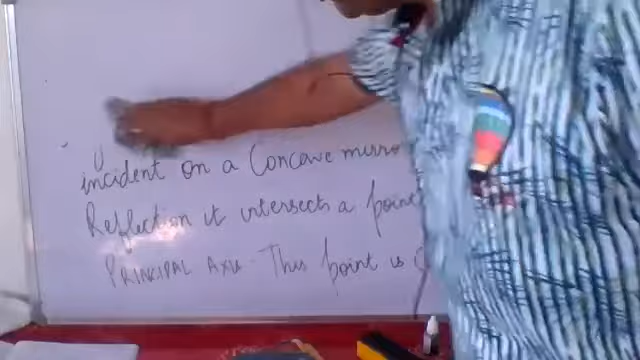 incident on a Concave mirro
Reflection it intersects a point
PRINCIPAL AXIS. This point is